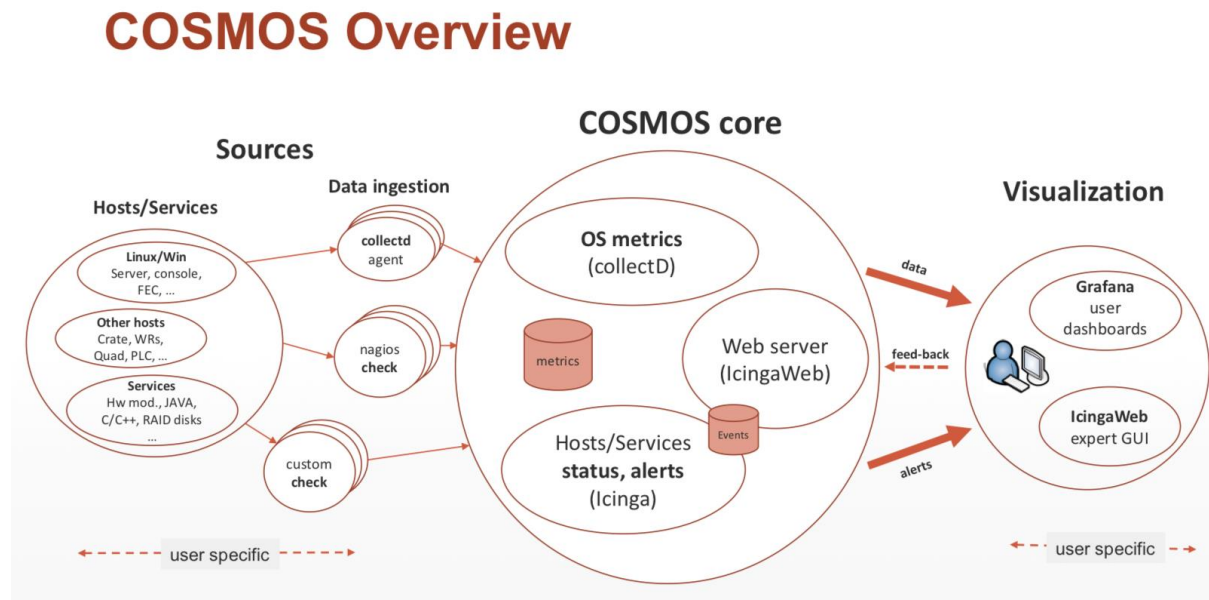 COSMOS Overview
Sources
Hosts/Services
Linux/Win
Server, console,
FEC, ...
Other hosts
Crate, WRs,
Quad, PLC, ...
Services
Hw mod., JAVA,
C/C++, RAID disks
...
Data ingestion
collectd
agent
nagios
check
custom
check
user specific
COSMOS core
OS metrics
(collectD)
metrics
Web server
(IcingaWeb)
Events
Hosts/Services
status, alerts
(Icinga)
data
feed-back
alerts
Visualization
Grafana
user
dashboards
IcingaWeb
expert GUI
user specific